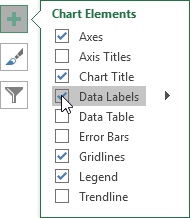 Chart Elements
Axes
Axis Titles
Chart Title
Data Labels
Data Table
Error Bars
Gridlines
Legend
Trendline